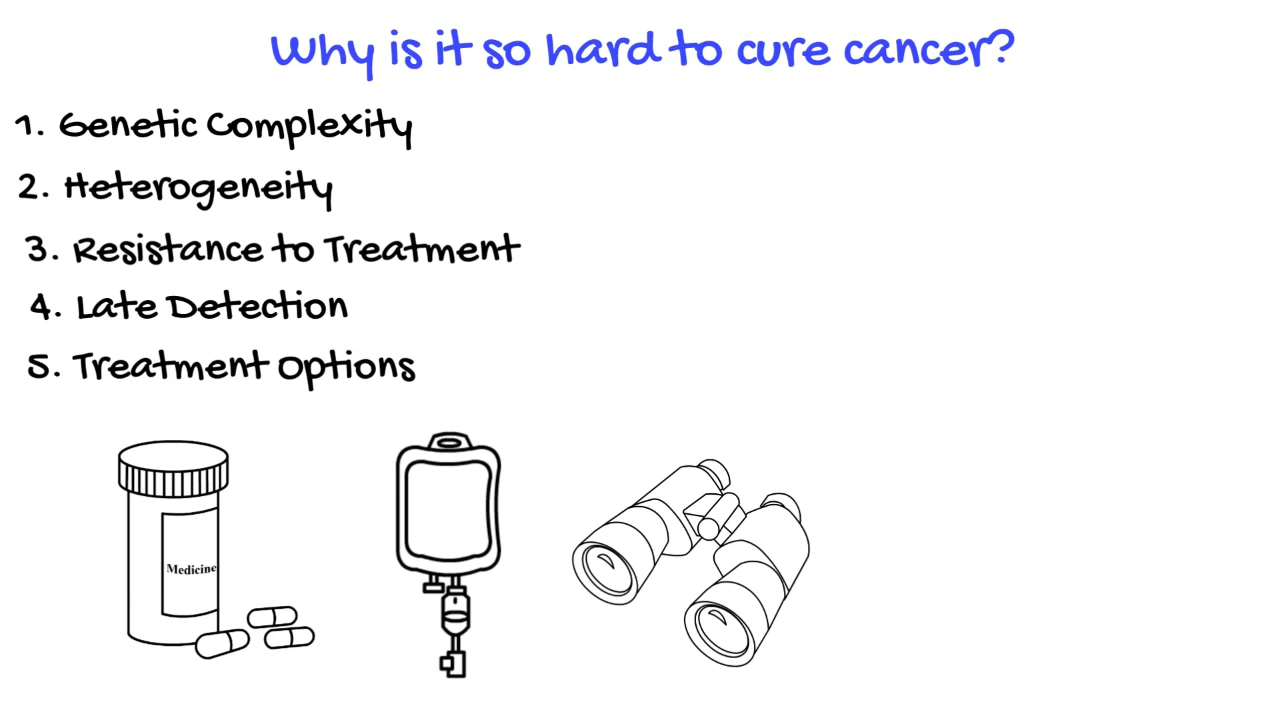 Why is it so hard to cure cancer?
1. Genetic Complexity
2. Heterogeneity
3. Resistance to Treatment
4. Late Detection
5. Treatment Options
Medicine